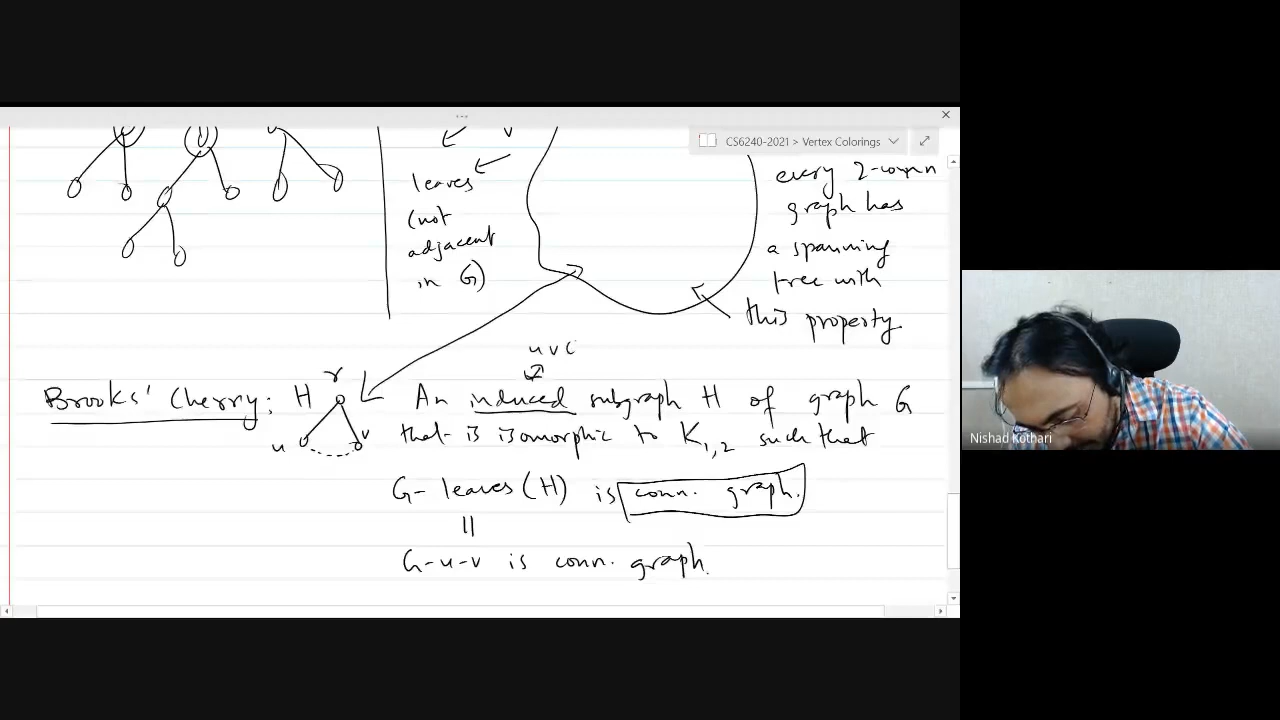 CS6240-2021 > Vertex Colorings
leaves
(not
adjacent
in G)
v
every 2-conn
graph has
a spanning
tree with
this property
u v (
Brooks' Cherry: H r u v
An induced subgraph H of graph G
that is isomorphic to K1,2 such that
G- leaves (H) is conn. graph.
||
G-u-v is conn. graph.
Nishad Kothari